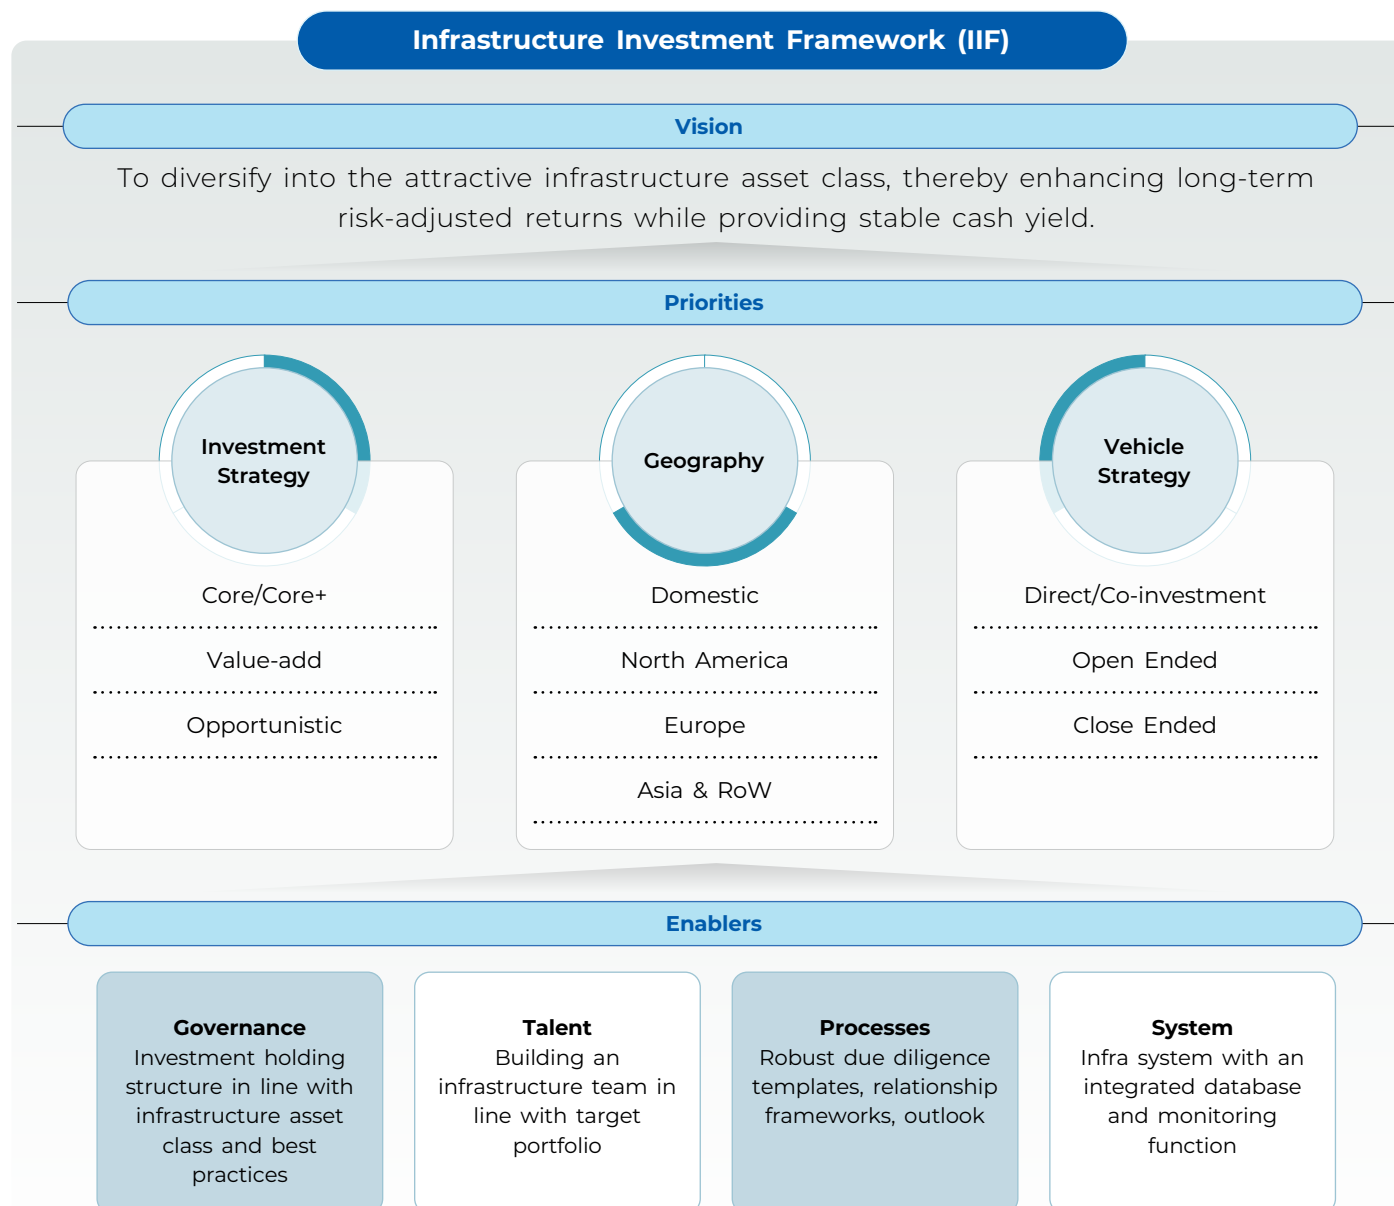 Infrastructure Investment Framework (IIF)
Vision
To diversify into the attractive infrastructure asset class, thereby enhancing long-term
risk-adjusted returns while providing stable cash yield.
Priorities
Investment
Strategy
Core/Core+
Value-add
Opportunistic
Geography
Domestic
North America
Europe
Asia & RoW
Vehicle
Strategy
Direct/Co-investment
Open Ended
Close Ended
Enablers
Governance
Investment holding
structure in line with
infrastructure asset
class and best
practices
Talent
Building an
infrastructure team in
line with target
portfolio
Processes
Robust due diligence
templates, relationship
frameworks, outlook
System
Infra system with an
integrated database
and monitoring
function